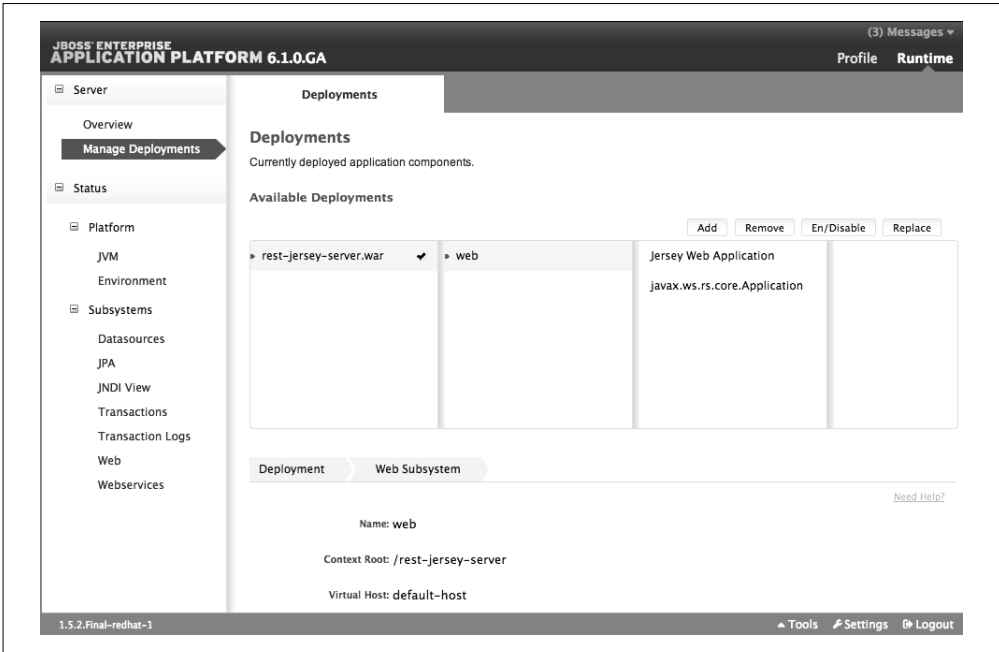 (3) Messages
JBOSS' ENTERPRISE
APPLICATION PLATFORM 6.1.0.GA
Profile Runtime
Server
Overview
Manage Deployments
Status
Platform
JVM
Environment
Subsystems
Datasources
JPA
JNDI View
Transactions
Transaction Logs
Web
Webservices
Deployments
Deployments
Currently deployed application components.
Available Deployments
Add Remove En/Disable Replace
rest-jersey-server.war
web
Jersey Web Application
javax.ws.rs.core.Application
Deployment Web Subsystem
Need Help?
Name: web
Context Root: /rest-jersey-server
Virtual Host: default-host
1.5.2.Final-redhat-1
Tools Settings Logout